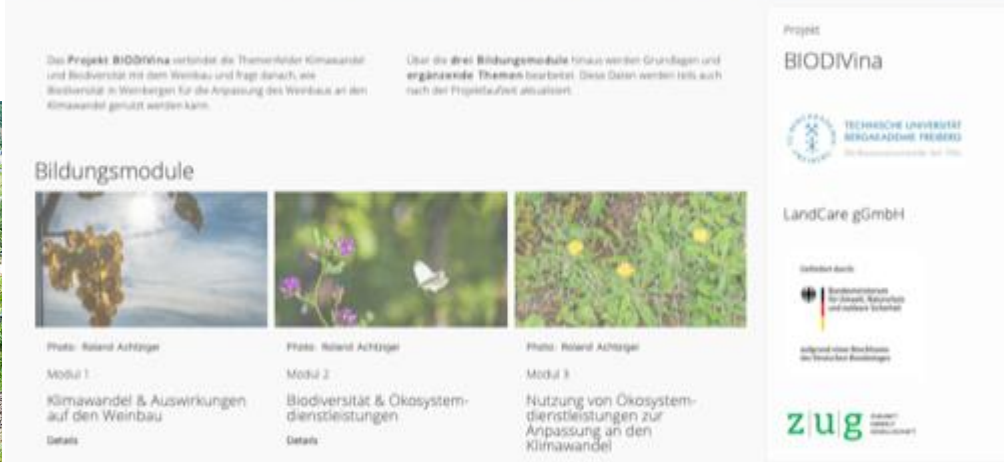 Das Projekt BIODIVina verbindet die Themenfelder Klimawandel
und Biodiversität mit dem Weinbau und fragt danach, wie
Biodiversität in Weinbergen für die Anpassung des Weinbaus an den
Klimawandel genutzt werden kann.
Über die drei Bildungsmodule hinaus werden Grundlagen und
ergänzende Themen bearbeitet. Diese Daten werden teils auch
nach der Projektlaufzeit aktualisiert.
Bildungsmodule
Photo: Roland Achtziger
Modul 1
Klimawandel & Auswirkungen
auf den Weinbau
Details
Photo: Roland Achtziger
Modul 2
Biodiversität & Ökosystem-
dienstleistungen
Details
Photo: Roland Achtziger
Modul 3
Nutzung von Ökosystem-
dienstleistungen zur
Anpassung an den
Klimawandel
Projekt
BIODIVina
TECHNISCHE UNIVERSITÄT
BERGAKADEMIE FREIBERG
LandCare gGmbH
Gefördert durch:
Bundesministerium
für Umwelt, Naturschutz
und nukleare Sicherheit
aufgrund eines Beschlusses
des Deutschen Bundestages
z|u|g
ZUKUNFT
UMWELT
GESELLSCHAFT